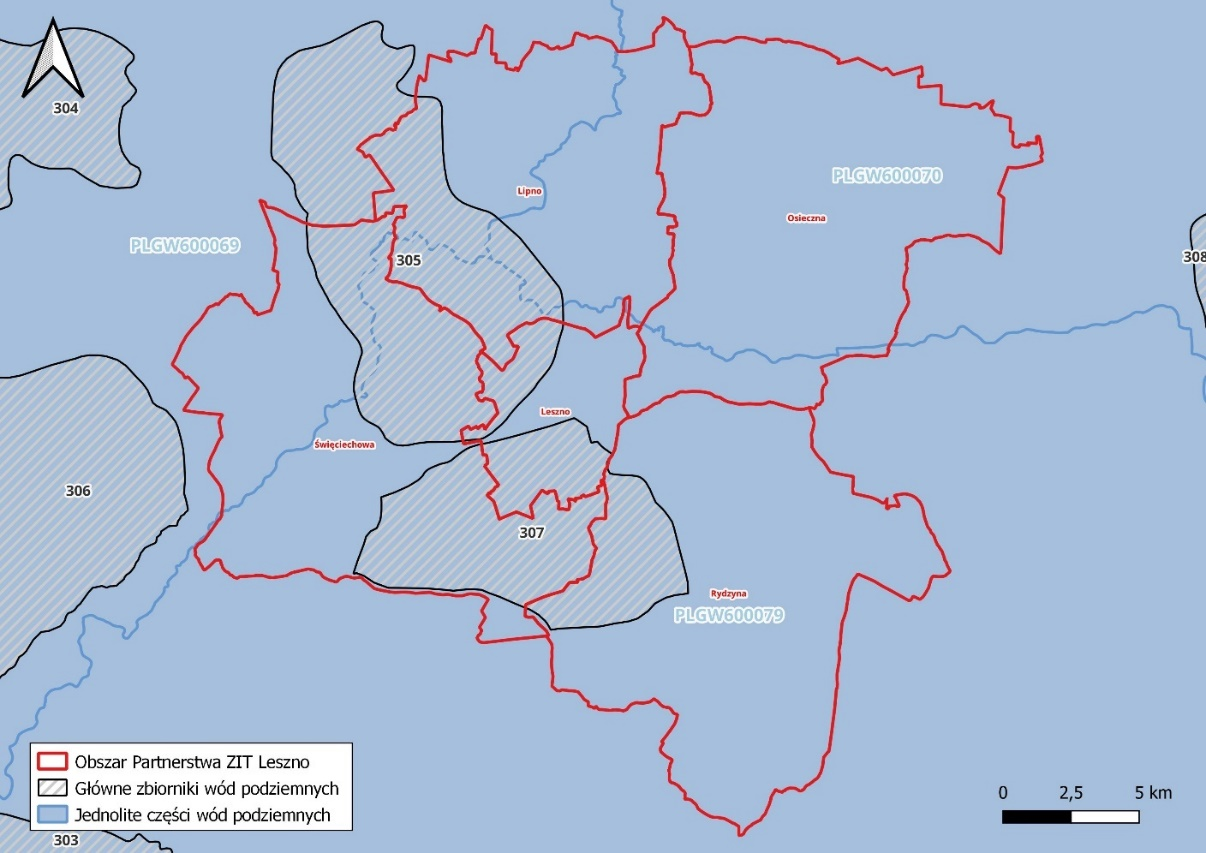 304
PLGW600070
Lipno
Osieczna
PLGW600069
308
305
Leszno
Święciechowa
306
307
Rydzyna
PLGW600079
Obszar Partnerstwa ZIT Leszno
Główne zbiorniki wód podziemnych
Jednolite części wód podziemnych
0 2,5 5 km
303